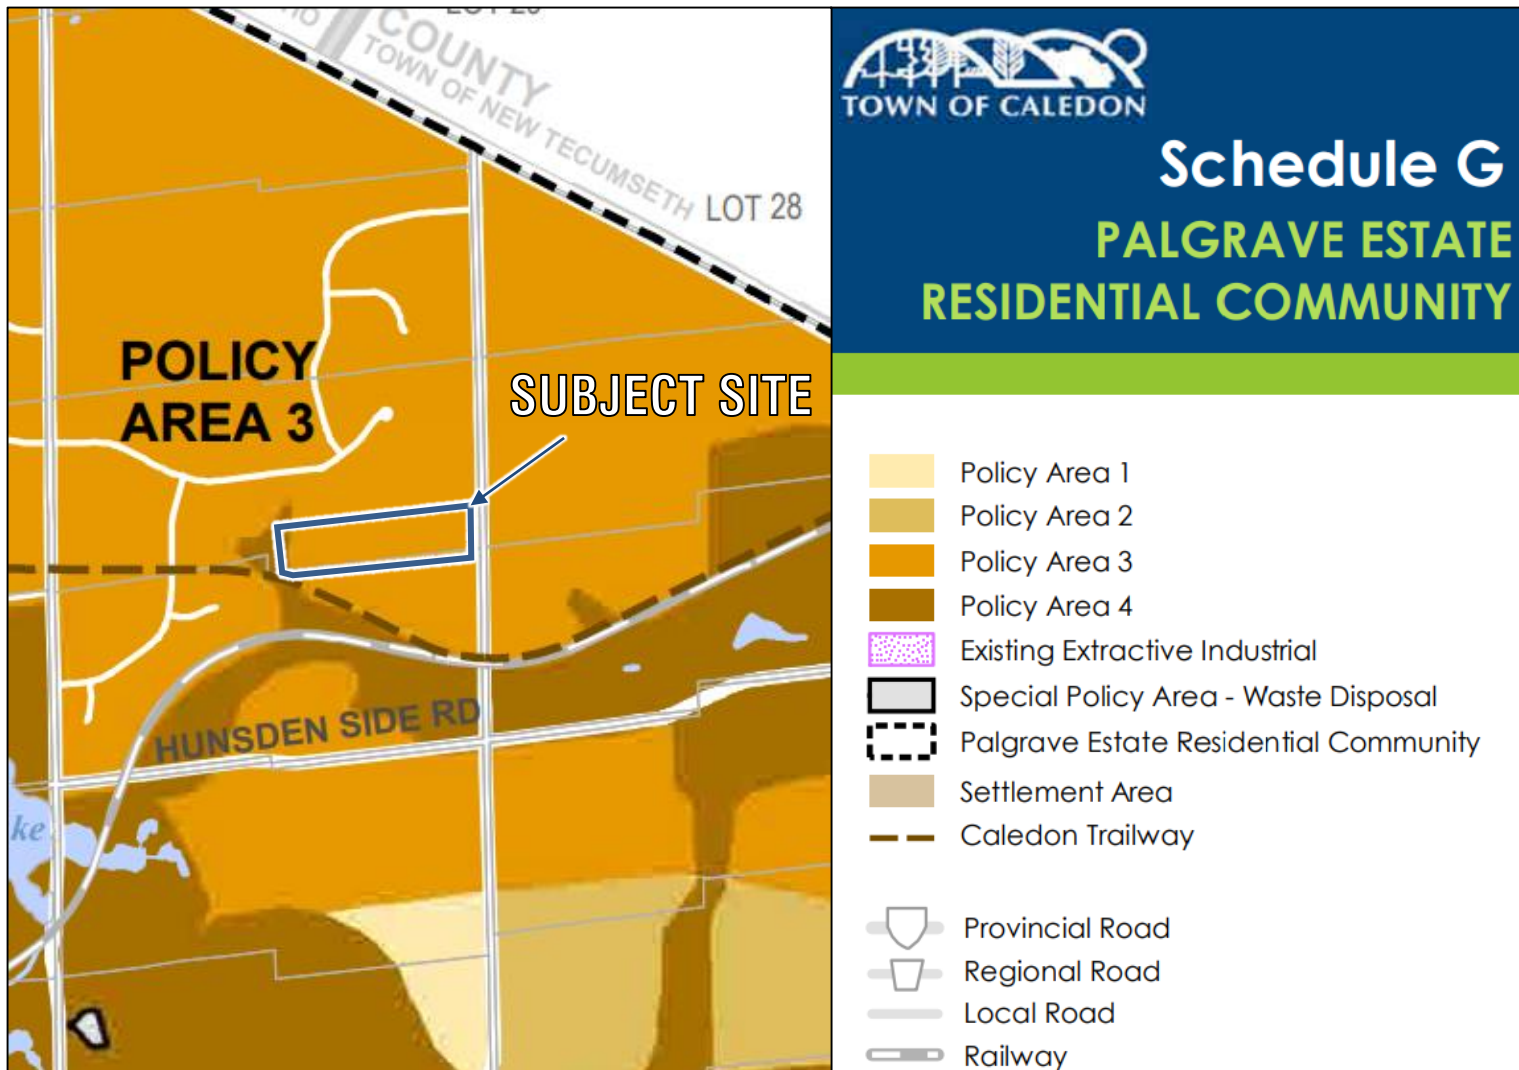 COUNTY
TOWN OF NEW TECUMSETH
LOT 28
POLICY
AREA 3
SUBJECT SITE
HUNSDEN SIDE RD
ke
TOWN OF CALEDON
Schedule G
PALGRAVE ESTATE
RESIDENTIAL COMMUNITY
Policy Area 1
Policy Area 2
Policy Area 3
Policy Area 4
Existing Extractive Industrial
Special Policy Area - Waste Disposal
Palgrave Estate Residential Community
Settlement Area
Caledon Trailway
Provincial Road
Regional Road
Local Road
Railway